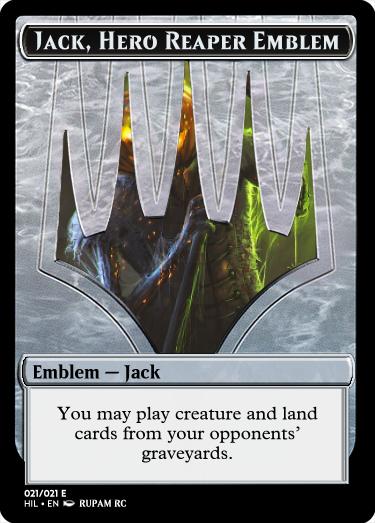 Jack, Hero Reaper Emblem
Emblem — Jack
You may play creature and land
cards from your opponents'
graveyards.
021/021 E
HIL • EN RUPAM RC